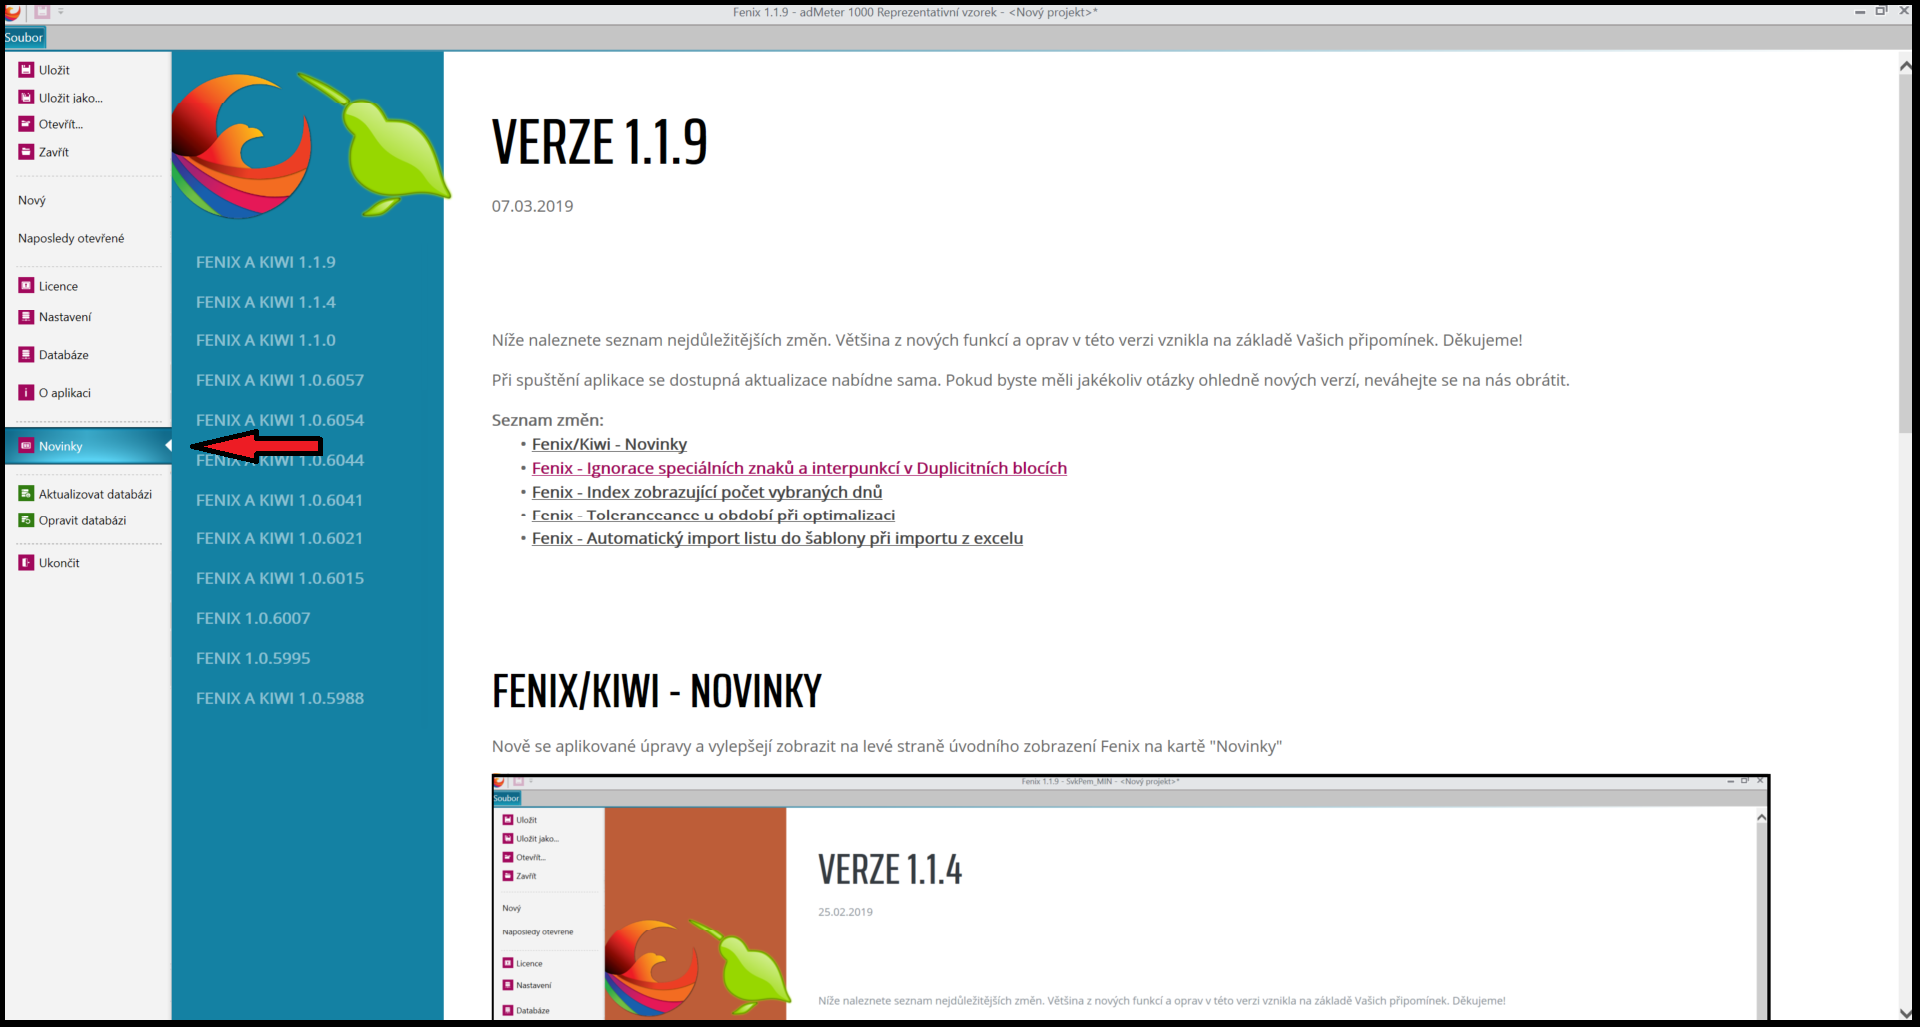 Fenix 1.1.9 - adMeter 1000 Reprezentativní vzorek - <Nový projekt>*
Soubor
Uložit
Uložit jako...
Otevřít...
Zavřít
Nový
Naposledy otevřené
Licence
Nastavení
Databáze
O aplikaci
Novinky
Aktualizovat databázi
Opravit databázi
Ukončit
FENIX A KIWI 1.1.9
FENIX A KIWI 1.1.4
FENIX A KIWI 1.1.0
FENIX A KIWI 1.0.6057
FENIX A KIWI 1.0.6054
FENIX A KIWI 1.0.6044
FENIX A KIWI 1.0.6041
FENIX A KIWI 1.0.6021
FENIX A KIWI 1.0.6015
FENIX 1.0.6007
FENIX 1.0.5995
FENIX A KIWI 1.0.5988
VERZE 1.1.9
07.03.2019
Níže naleznete seznam nejdůležitějších změn. Většina z nových funkcí a oprav v této verzi vznikla na základě Vašich připomínek. Děkujeme!
Při spuštění aplikace se dostupná aktualizace nabídne sama. Pokud byste měli jakékoliv otázky ohledně nových verzí, neváhejte se na nás obrátit.
Seznam změn:
• Fenix/Kiwi - Novinky
• Fenix - Ignorace speciálních znaků a interpunkcí v Duplicitních blocích
• Fenix - Index zobrazující počet vybraných dnů
• Fenix - Toleranceance u období při optimalizaci
• Fenix - Automatický import listu do šablony při importu z excelu
FENIX/KIWI - NOVINKY
Nově se aplikované úpravy a vylepšejí zobrazit na levé straně úvodního zobrazení Fenix na kartě "Novinky"
Fenix 1.1.9 - SvkPem_MIN - <Nový projekt>*
Soubor
Uložit
Uložit jako...
Otevřít...
Zavřít
Nový
Naposledy otevřené
Licence
Nastavení
Databáze
VERZE 1.1.4
25.02.2019
Níže naleznete seznam nejdůležitějších změn. Většina z nových funkcí a oprav v této verzi vznikla na základě Vašich připomínek. Děkujeme!